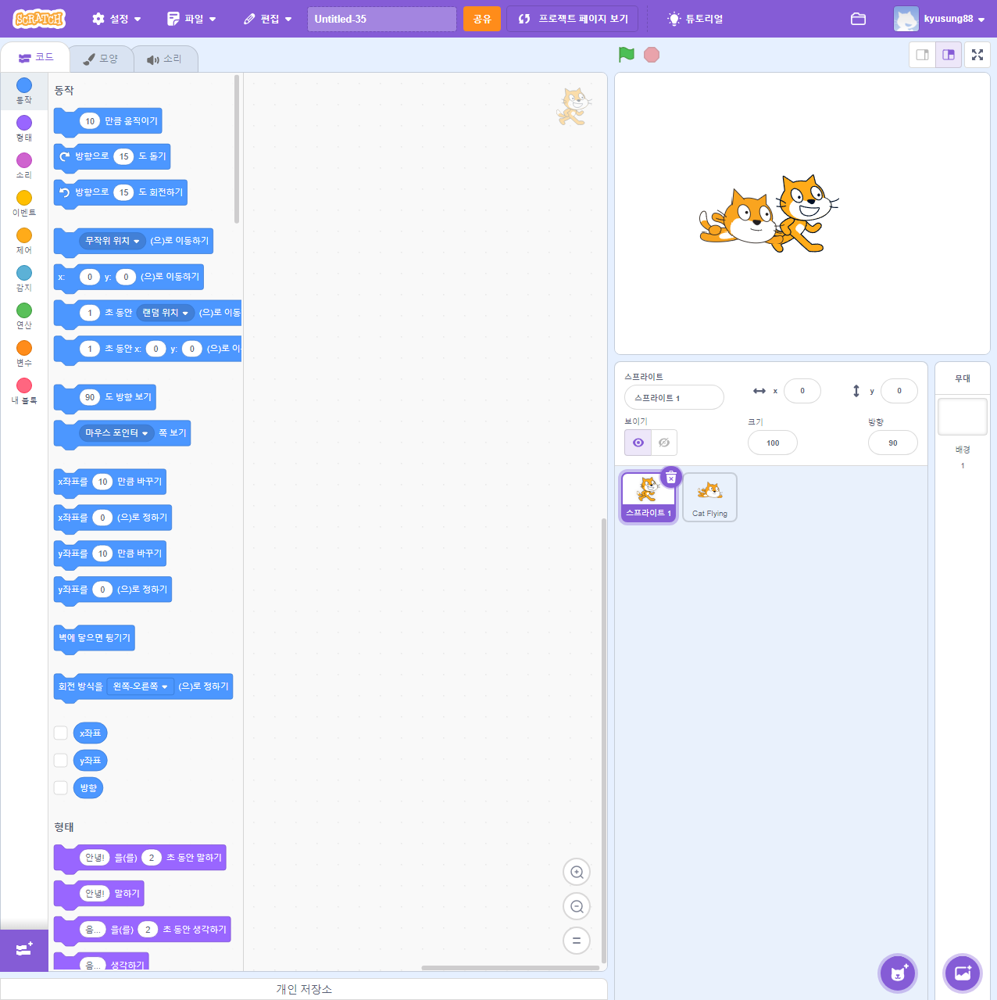 SCRATCH 설정 파일 편집 Untitled-35 공유 프로젝트 페이지 보기 튜토리얼 kyusung88
코드 모양 소리
동작
형태
소리
이벤트
제어
감지
연산
변수
내 블록
동작
10 만큼 움직이기
방향으로 15 도 돌기
방향으로 15 도 회전하기
무작위 위치 (으)로 이동하기
x: 0 y: 0 (으)로 이동하기
1 초 동안 랜덤 위치 (으)로 이동
1 초 동안 x: 0 y: 0 (으)로 이
90 도 방향 보기
마우스 포인터 쪽 보기
x좌표를 10 만큼 바꾸기
x좌표를 0 (으)로 정하기
y좌표를 10 만큼 바꾸기
y좌표를 0 (으)로 정하기
벽에 닿으면 튕기기
회전 방식을 왼쪽-오른쪽 (으)로 정하기
x좌표
y좌표
방향
형태
안녕! 을(를) 2 초 동안 말하기
안녕! 말하기
음... 을(를) 2 초 동안 생각하기
음... 생각하기
개인 저장소
스프라이트
스프라이트 1 x 0 y 0
보이기 크기 방향
100 90
스프라이트 1 Cat Flying
무대
배경
1